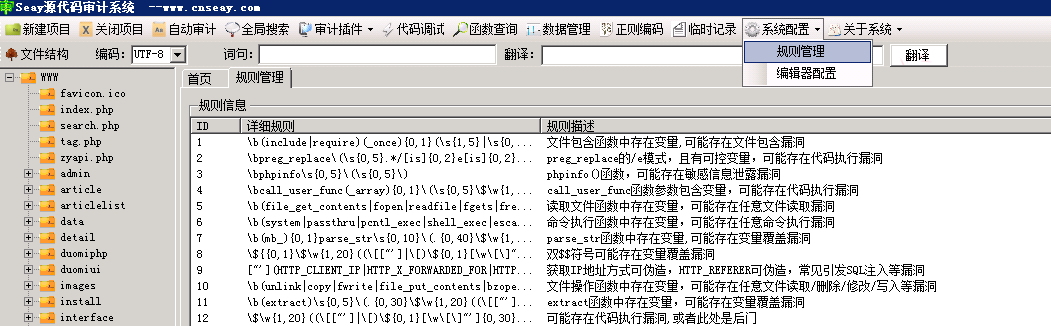 Seay源代码审计系统 --www.cnseay.com
新建项目 关闭项目 自动审计 全局搜索 审计插件 代码调试 函数查询 数据管理 正则编码 临时记录 系统配置 关于系统
文件结构 编码: UTF-8 词句: 翻译: 翻译
规则管理
编辑器配置
首页 规则管理
WWW
favicon.ico
index.php
search.php
tag.php
zyapi.php
admin
article
articlelist
data
detail
duomiphp
duomiui
images
install
interface
规则信息
ID 详细规则 规则描述
1 \b(include|require)(_once){0,1}(\s{1,5}|\s{0,... 文件包含函数中存在变量,可能存在文件包含漏洞
2 \bpreg_replace\(\s{0,5}.*/[is]{0,2}e[is]{0,2}... preg_replace的/e模式，且有可控变量，可能存在代码执行漏洞
3 \bphpinfo\s{0,5}\(\s{0,5}\) phpinfo()函数，可能存在敏感信息泄露漏洞
4 \bcall_user_func(_array){0,1}\(\s{0,5}\$\w{1,... call_user_func函数参数包含变量，可能存在代码执行漏洞
5 \b(file_get_contents|fopen|readfile|fgets|fre... 读取文件函数中存在变量，可能存在任意文件读取漏洞
6 \b(system|passthru|pcntl_exec|shell_exec|esca... 命令执行函数中存在变量，可能存在任意命令执行漏洞
7 \b(mb_){0,1}parse_str\s{0,10}\(.{0,40}\$\w{1,... parse_str函数中存在变量,可能存在变量覆盖漏洞
8 \${{0,1}\$\w{1,20}((\[["']|\[)\${0,1}[\w\[\]"... 双$$符号可能存在变量覆盖漏洞
9 ["'](HTTP_CLIENT_IP|HTTP_X_FORWARDED_FOR|HTTP... 获取IP地址方式可伪造，HTTP_REFERER可伪造，常见引发SQL注入等漏洞
10 \b(unlink|copy|fwrite|file_put_contents|bzope... 文件操作函数中存在变量，可能存在任意文件读取/删除/修改/写入等漏洞
11 \b(extract)\s{0,5}\(.{0,30}\$\w{1,20}((\[["']... extract函数中存在变量，可能存在变量覆盖漏洞
12 \$\w{1,20}((\[["']|\[)\${0,1}[\w\[\]"']{0,30}... 可能存在代码执行漏洞,或者此处是后门